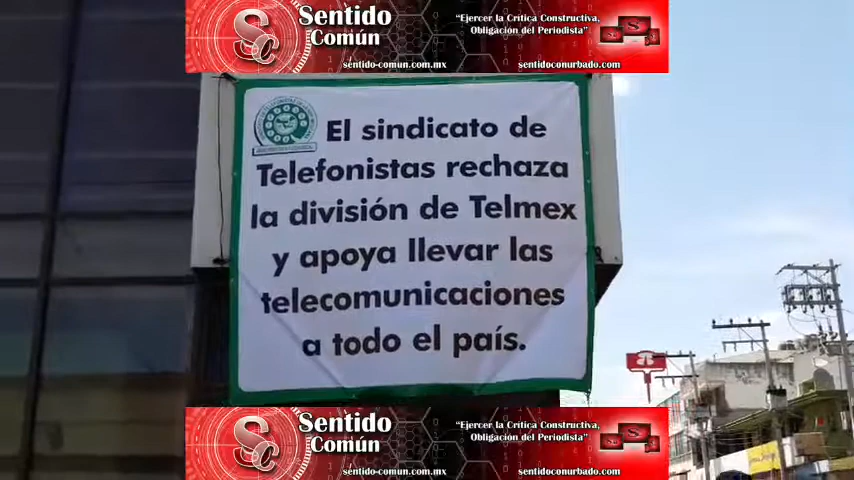 Sentido
Común
sentido-comun.com.mx
“Ejercer la Crítica Constructiva,
Obligación del Periodista”
sentidoconurbado.com
El sindicato de
Telefonistas rechaza
la división de Telmex
y apoya llevar las
telecomunicaciones
a todo el país.
Sentido
Común
sentido-comun.com.mx
“Ejercer la Crítica Constructiva,
Obligación del Periodista”
sentidoconurbado.com